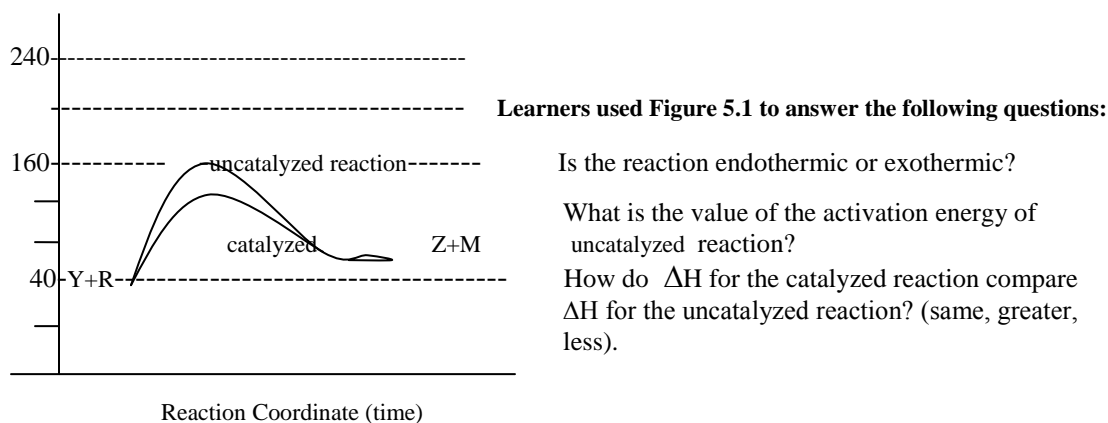 240
Learners used Figure 5.1 to answer the following questions:
160
uncatalyzed reaction
Is the reaction endothermic or exothermic?
What is the value of the activation energy of
uncatalyzed reaction?
catalyzed
Z+M
40
Y+R
How do ΔH for the catalyzed reaction compare
ΔH for the uncatalyzed reaction? (same, greater,
less).
Reaction Coordinate (time)